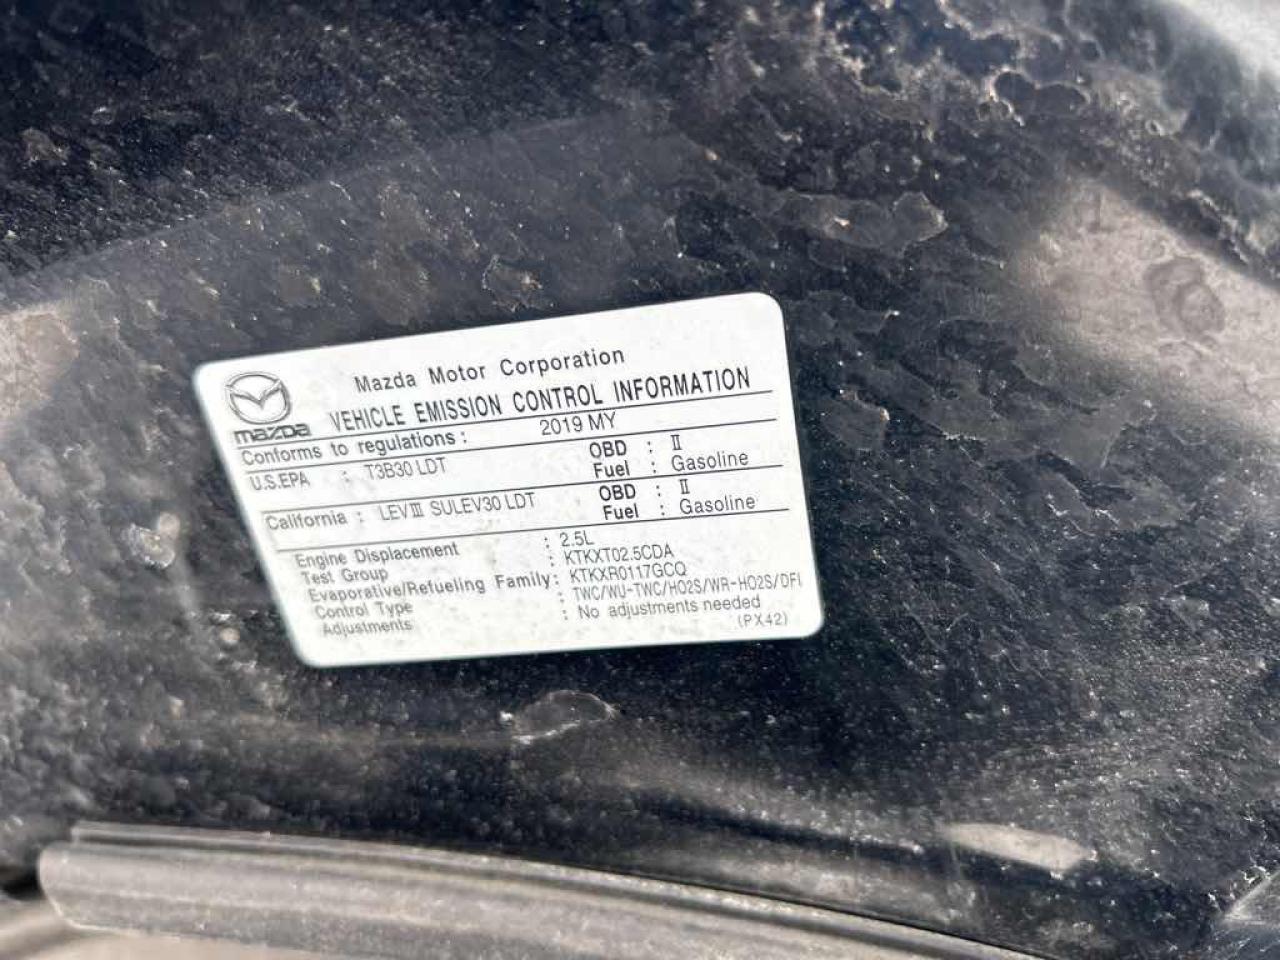 Mazda Motor Corporation
mazda
VEHICLE EMISSION CONTROL INFORMATION
Conforms to regulations : 2019 MY
U.S.EPA : T3B30 LDT OBD : II
Fuel : Gasoline
California : LEVIII SULEV30 LDT OBD : II
Fuel : Gasoline
Engine Displacement : 2.5L
Test Group : KTKXT02.5CDA
Evaporative/Refueling Family : KTKXR0117GCQ
Control Type : TWC/WU-TWC/HO2S/WR-HO2S/DFI
Adjustments : No adjustments needed
(PX42)